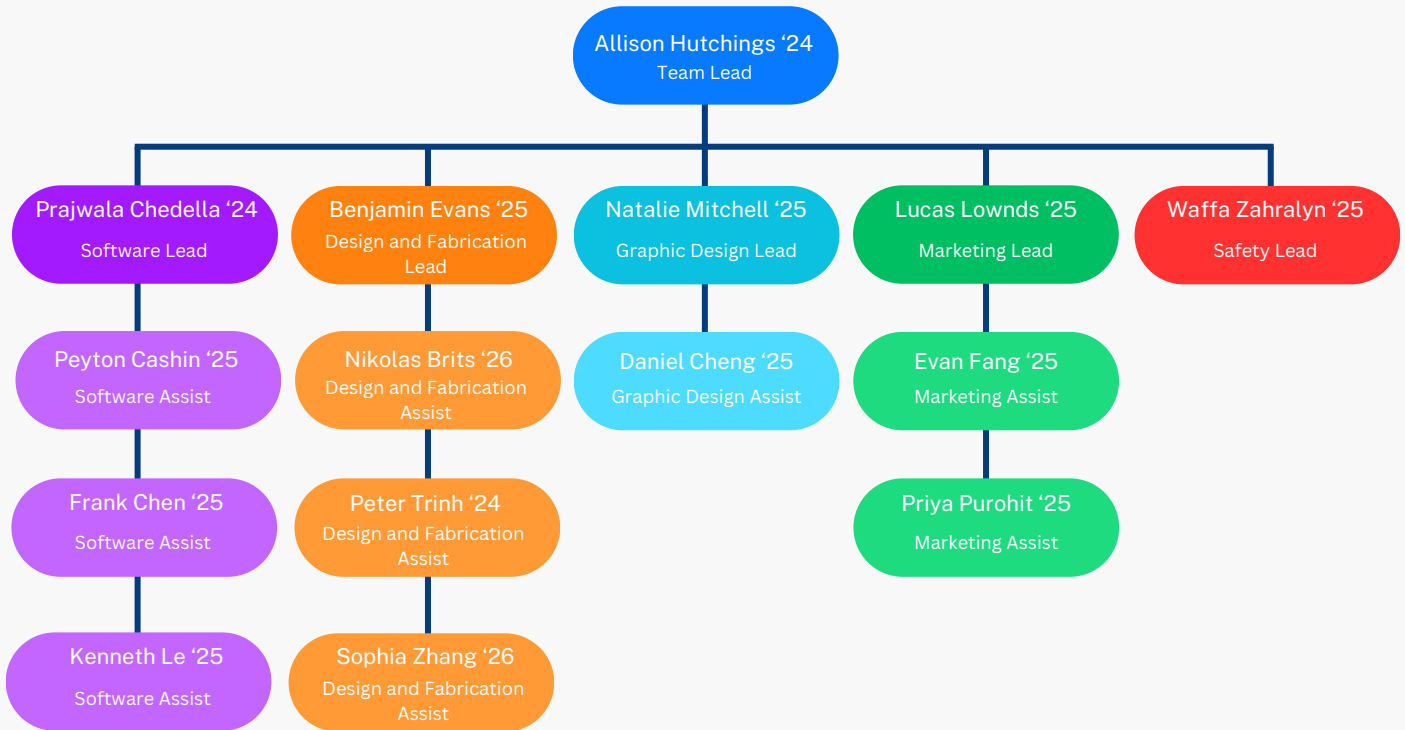 Allison Hutchings ‘24
Team Lead
Prajwala Chedella ‘24
Software Lead
Benjamin Evans ‘25
Design and Fabrication
Lead
Natalie Mitchell ‘25
Graphic Design Lead
Lucas Lownds ‘25
Marketing Lead
Waffa Zahralyn ‘25
Safety Lead
Peyton Cashin ‘25
Software Assist
Nikolas Brits ‘26
Design and Fabrication
Assist
Daniel Cheng ‘25
Graphic Design Assist
Evan Fang ‘25
Marketing Assist
Frank Chen ‘25
Software Assist
Peter Trinh ‘24
Design and Fabrication
Assist
Priya Purohit ‘25
Marketing Assist
Kenneth Le ‘25
Software Assist
Sophia Zhang ‘26
Design and Fabrication
Assist